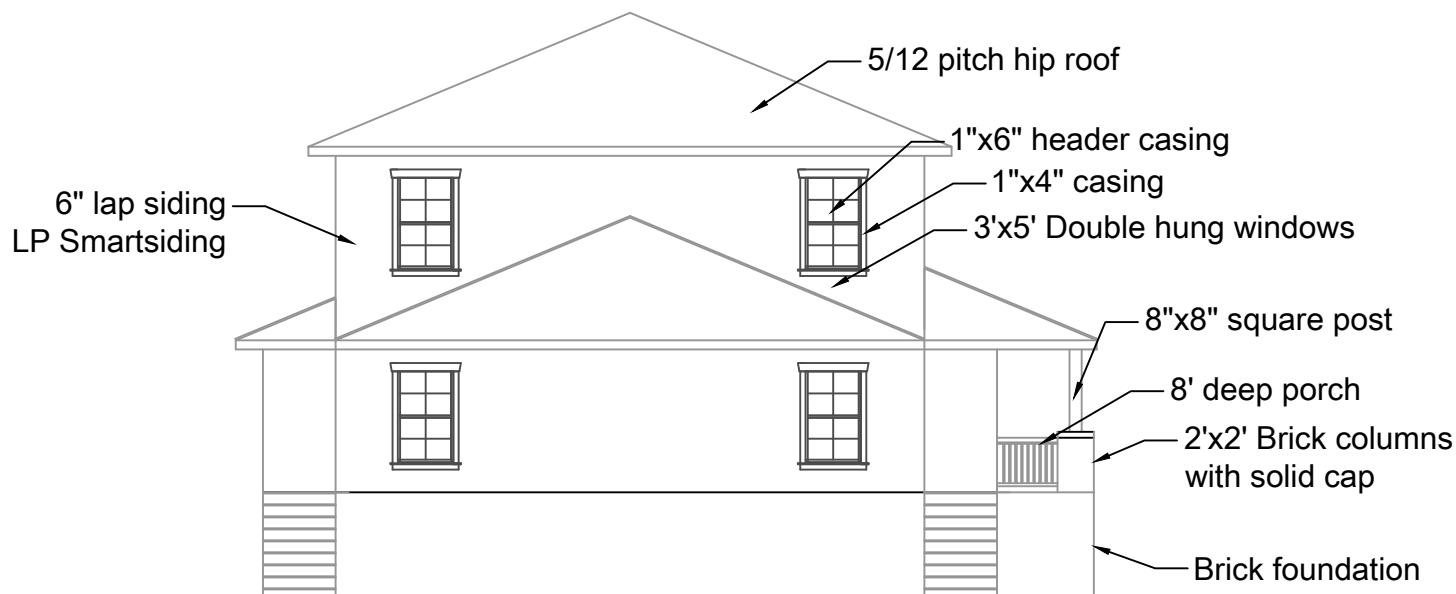 5/12 pitch hip roof
1"x6" header casing
1"x4" casing
6" lap siding
LP Smartsiding
3'x5' Double hung windows
8"x8" square post
8' deep porch
2'x2' Brick columns
with solid cap
Brick foundation